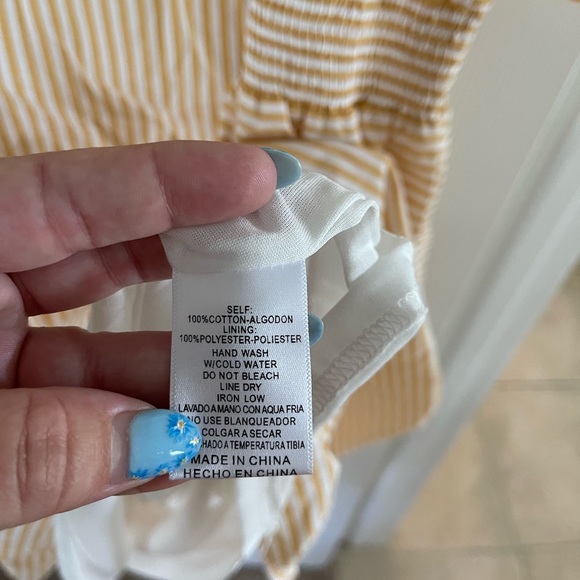 SELF:
100%COTTON-ALGODON
LINING:
100%POLYESTER-POLIESTER
HAND WASH
W/COLD WATER
DO NOT BLEACH
LINE DRY
IRON LOW
LAVADO A MANO CON AQUA FRIA
NO USE BLANQUEADOR
COLGAR A SECAR
A TEMPERATURA TIBIA
MADE IN CHINA
HECHO EN CHINA